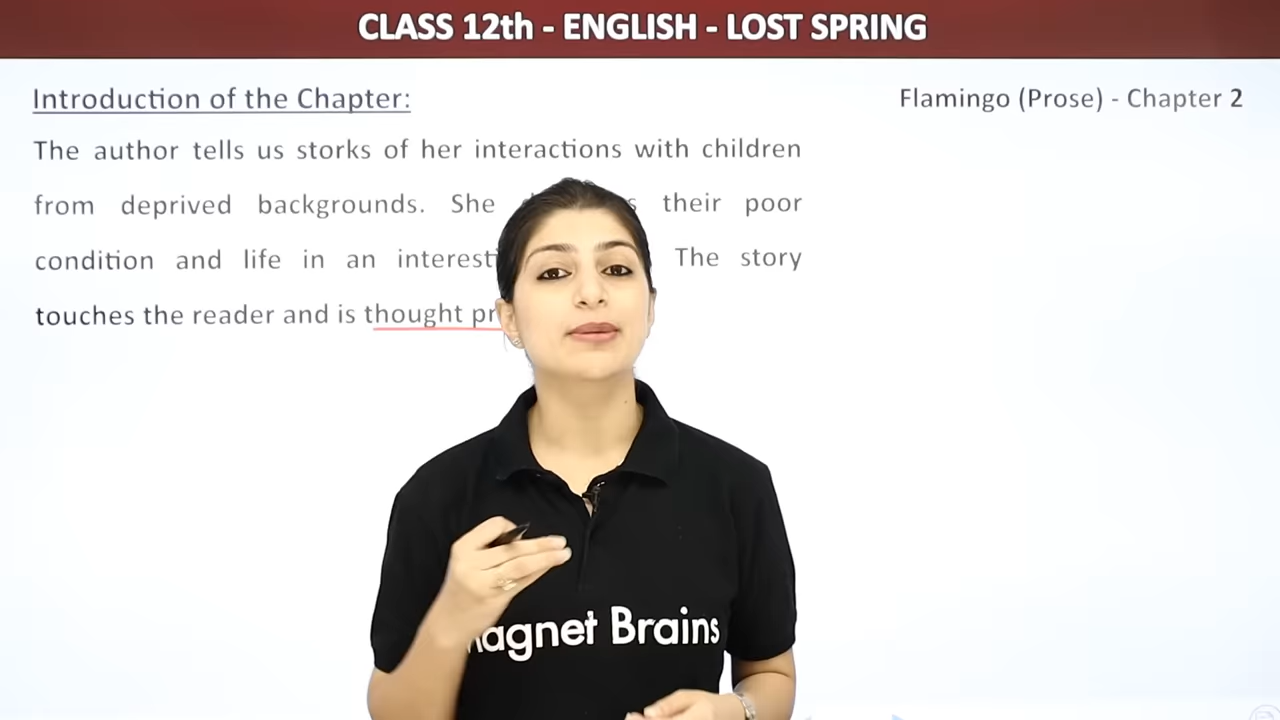 CLASS 12th - ENGLISH - LOST SPRING
Introduction of the Chapter:
Flamingo (Prose) - Chapter 2
The author tells us storks of her interactions with children
from deprived backgrounds. She their poor
condition and life in an The story
touches the reader and is thought
Brains